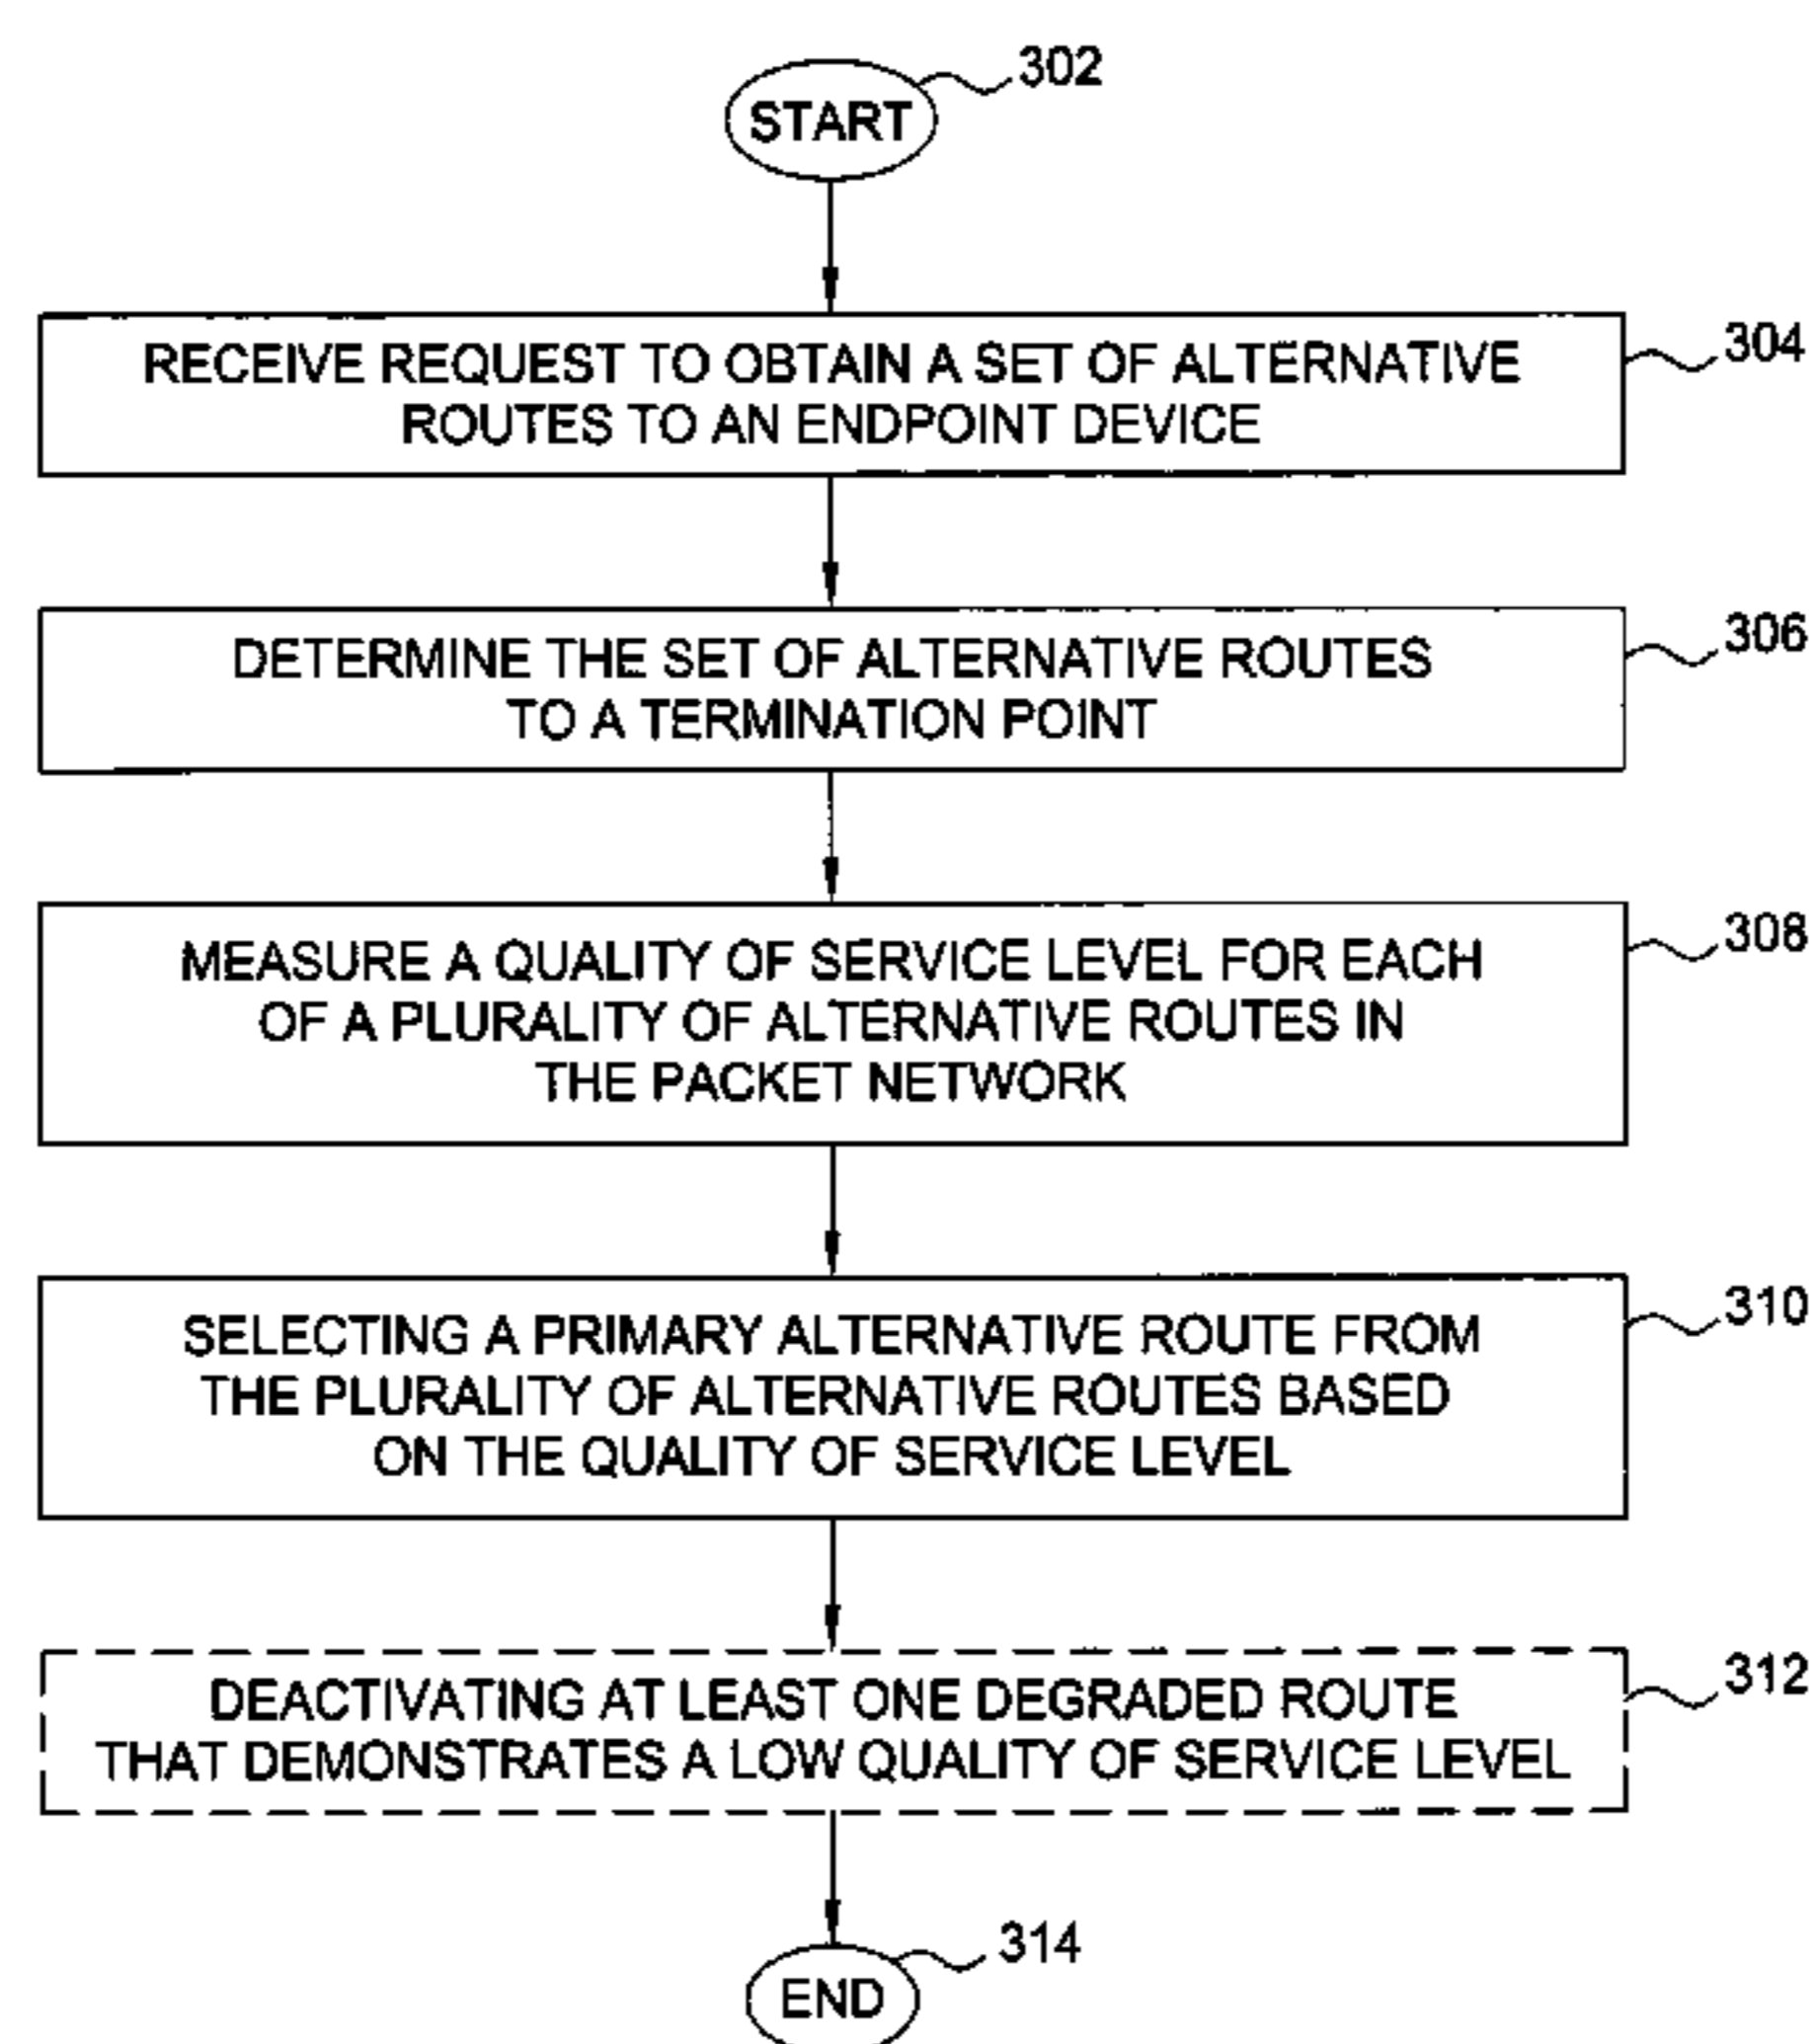 302
START
304
RECEIVE REQUEST TO OBTAIN A SET OF ALTERNATIVE
ROUTES TO AN ENDPOINT DEVICE
306
DETERMINE THE SET OF ALTERNATIVE ROUTES
TO A TERMINATION POINT
308
MEASURE A QUALITY OF SERVICE LEVEL FOR EACH
OF A PLURALITY OF ALTERNATIVE ROUTES IN
THE PACKET NETWORK
310
SELECTING A PRIMARY ALTERNATIVE ROUTE FROM
THE PLURALITY OF ALTERNATIVE ROUTES BASED
ON THE QUALITY OF SERVICE LEVEL
312
DEACTIVATING AT LEAST ONE DEGRADED ROUTE
THAT DEMONSTRATES A LOW QUALITY OF SERVICE LEVEL
314
END